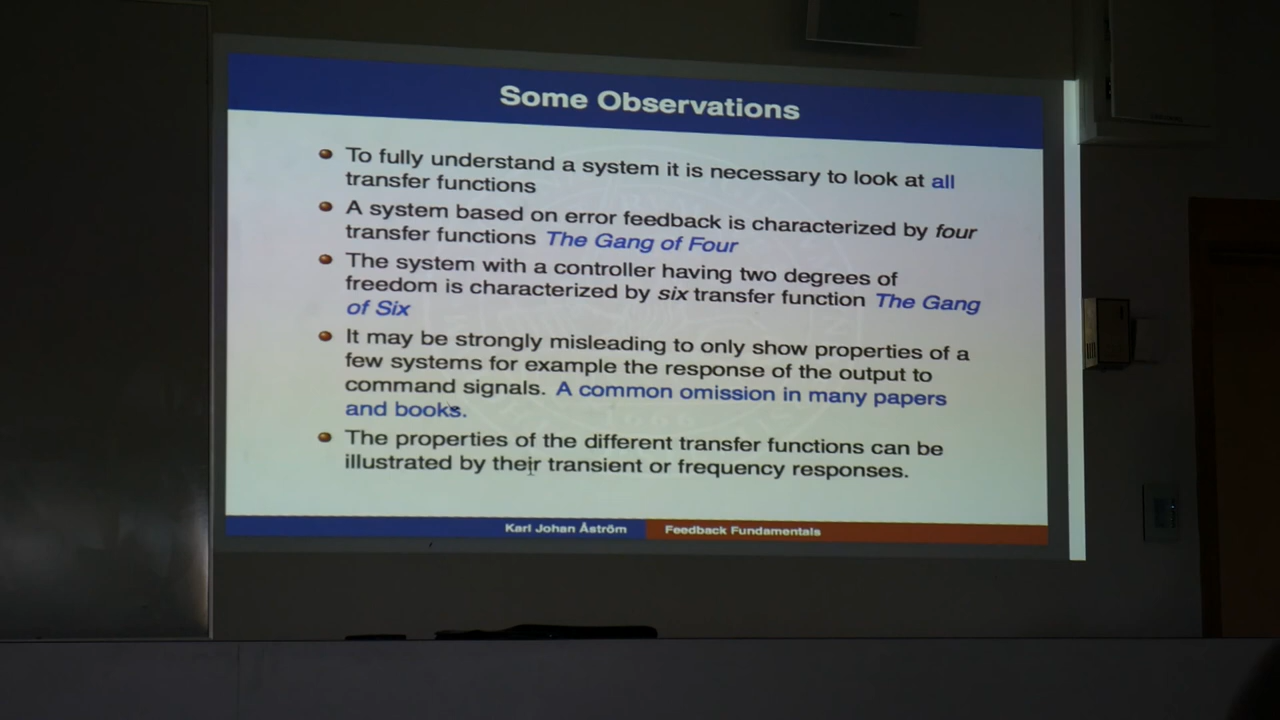 Some Observations
To fully understand a system it is necessary to look at all
transfer functions
A system based on error feedback is characterized by four
transfer functions The Gang of Four
The system with a controller having two degrees of
freedom is characterized by six transfer function The Gang
of Six
It may be strongly misleading to only show properties of a
few systems for example the response of the output to
command signals. A common omission in many papers
and books.
The properties of the different transfer functions can be
illustrated by their transient or frequency responses.
Karl Johan Åström Feedback Fundamentals